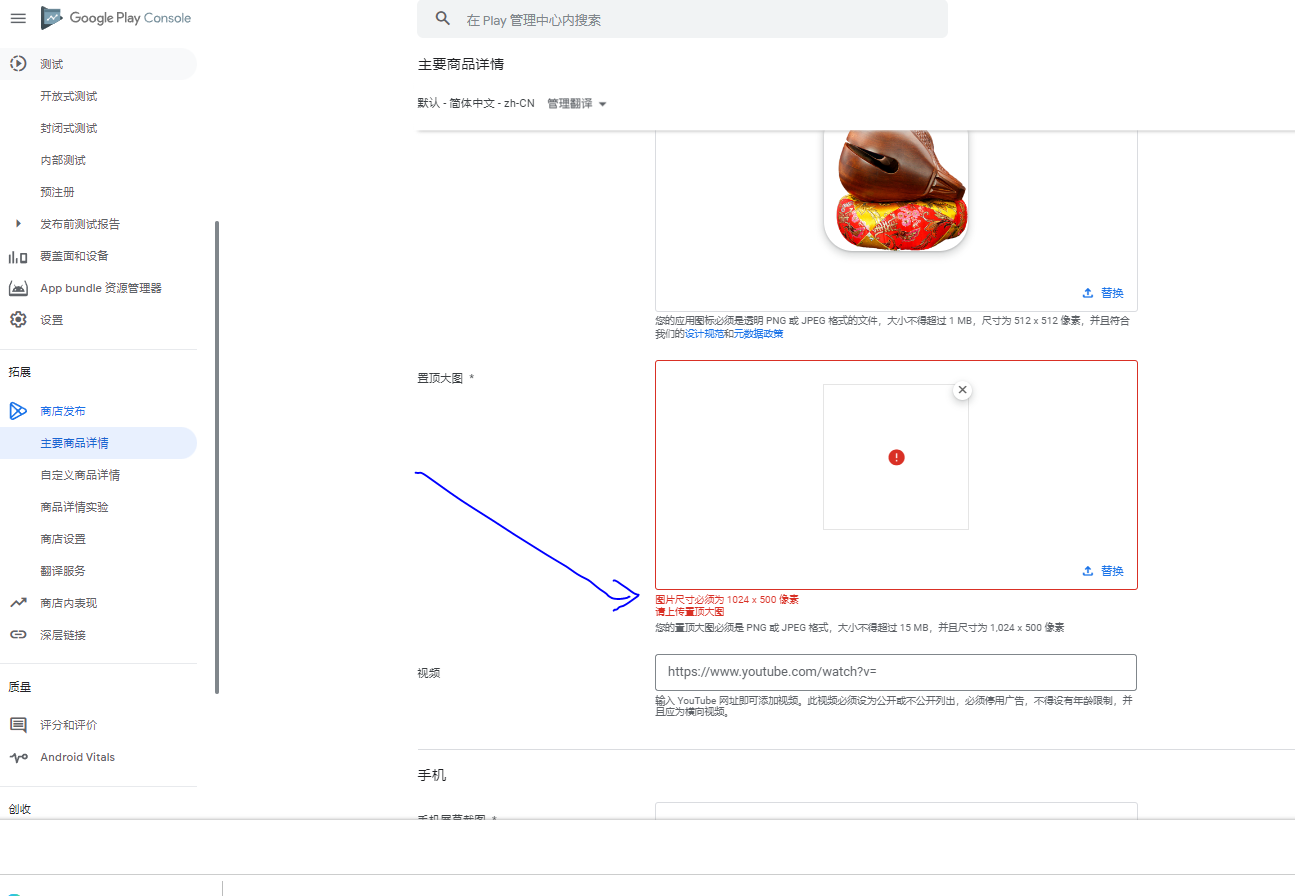 Google Play Console
在 Play 管理中心内搜索
测试
开放式测试
封闭式测试
内部测试
预注册
发布前测试报告
覆盖面和设备
App bundle 资源管理器
设置
拓展
商店发布
主要商品详情
自定义商品详情
商品详情实验
商店设置
翻译服务
商店内表现
深层链接
质量
评分和评价
Android Vitals
创收
主要商品详情
默认 - 简体中文 - zh-CN 管理翻译
替换
您的应用图标必须是透明 PNG 或 JPEG 格式的文件，大小不得超过 1 MB，尺寸为 512 x 512 像素，并且符合
我们的设计规范和元数据政策
置顶大图 *
替换
图片尺寸必须为 1024 x 500 像素
请上传置顶大图
您的置顶大图必须是 PNG 或 JPEG 格式，大小不得超过 15 MB，并且尺寸为 1,024 x 500 像素
视频
https://www.youtube.com/watch?v=
输入 YouTube 网址即可添加视频。此视频必须设为公开或不公开列出，必须停用广告，不得设有年龄限制，并
且应为横向视频。
手机
手机屏幕截图 *